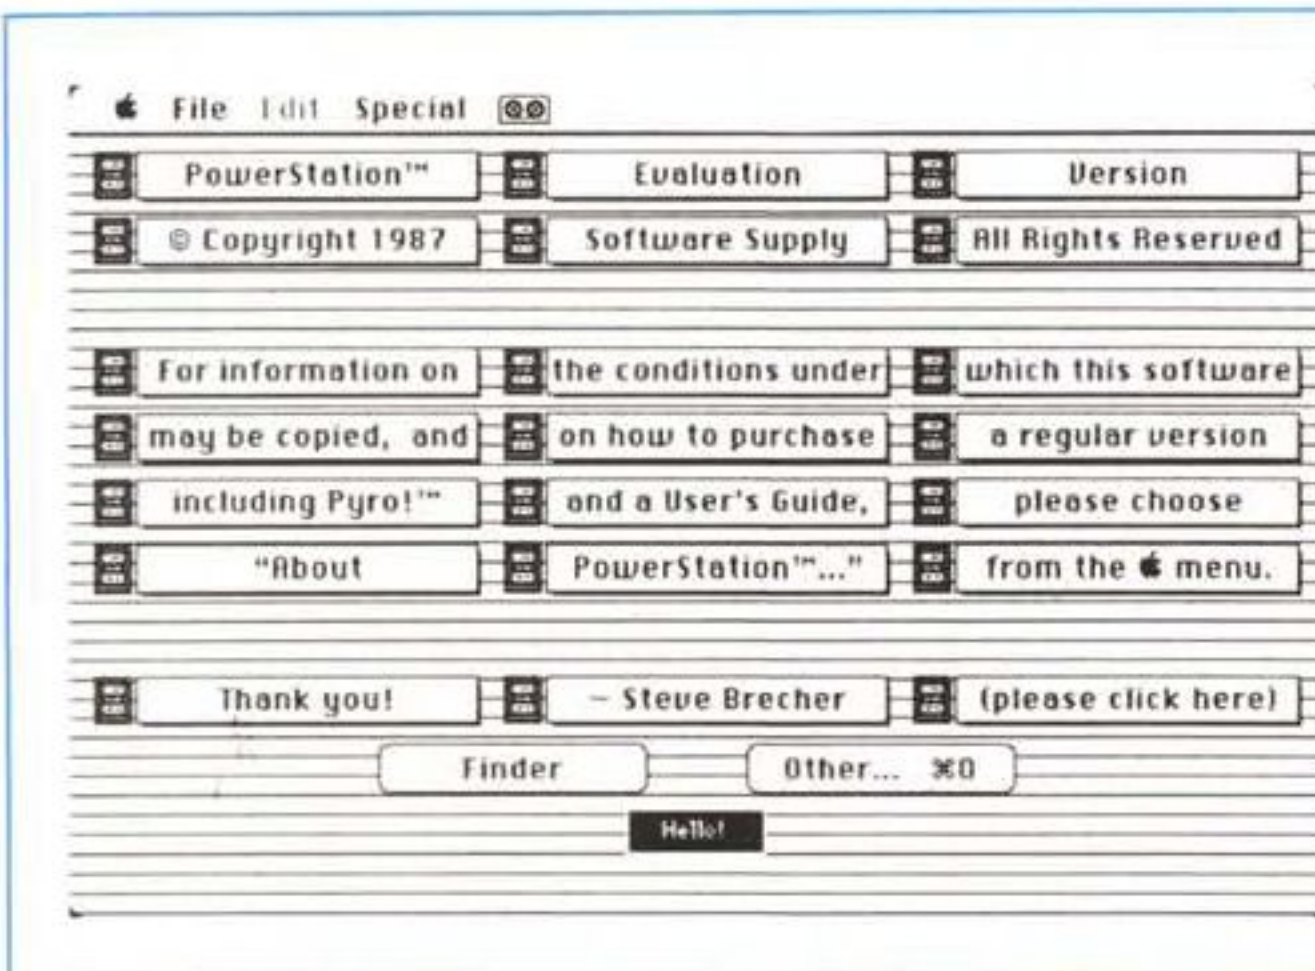 File Edit Special
PowerStation™ Evaluation Version
© Copyright 1987 Software Supply All Rights Reserved
For information on the conditions under which this software
may be copied, and on how to purchase a regular version
including Pyro!™ and a User's Guide, please choose
"About PowerStation™..." from the  menu.
Thank you! – Steve Brecher (please click here)
Finder Other... ⌘O
Hello!